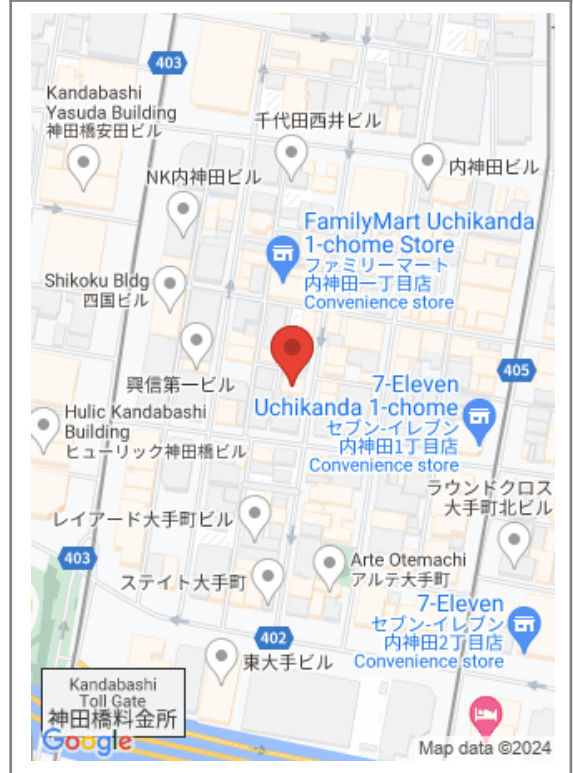 403
Kandabashi
Yasuda Building
神田橋安田ビル
千代田西井ビル
内神田ビル
NK内神田ビル
FamilyMart Uchikanda
1-chome Store
ファミリーマート
内神田一丁目店
Convenience store
Shikoku Bldg
四国ビル
405
興信第一ビル
7-Eleven
Uchikanda 1-chome
セブン-イレブン
内神田1丁目店
Convenience store
Hulic Kandabashi
Building
ヒューリック神田橋ビル
ラウンドクロス
大手町北ビル
レイアード大手町ビル
403
Arte Otemachi
アルテ大手町
ステイト大手町
7-Eleven
セブン-イレブン
内神田2丁目店
Convenience store
402
東大手ビル
Kandabashi
Toll Gate
神田橋料金所
Google
Map data ©2024